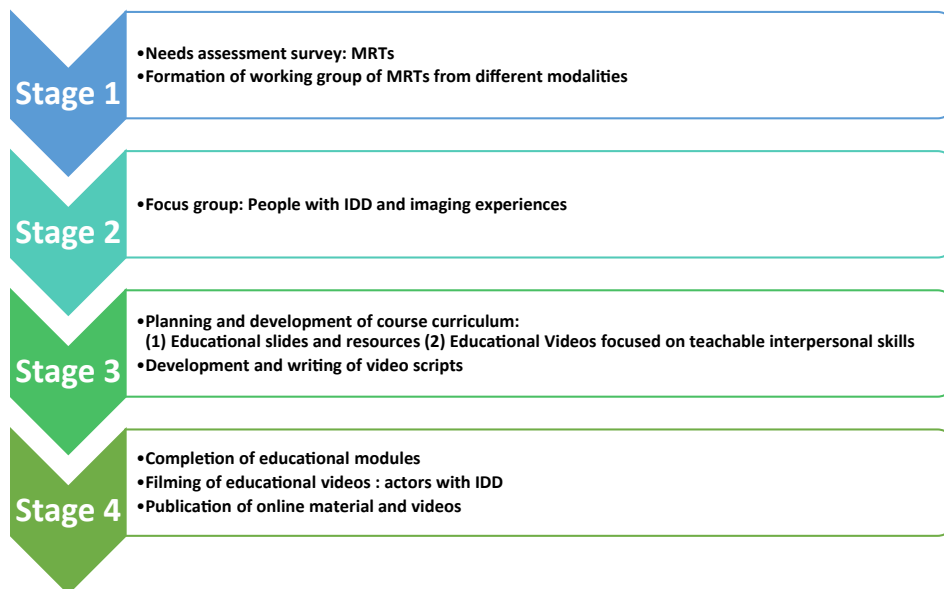 Stage 1
•Needs assessment survey: MRTs
•Formation of working group of MRTs from different modalities
Stage 2
•Focus group: People with IDD and imaging experiences
Stage 3
•Planning and development of course curriculum:
(1) Educational slides and resources (2) Educational Videos focused on teachable interpersonal skills
•Development and writing of video scripts
Stage 4
•Completion of educational modules
•Filming of educational videos : actors with IDD
•Publication of online material and videos